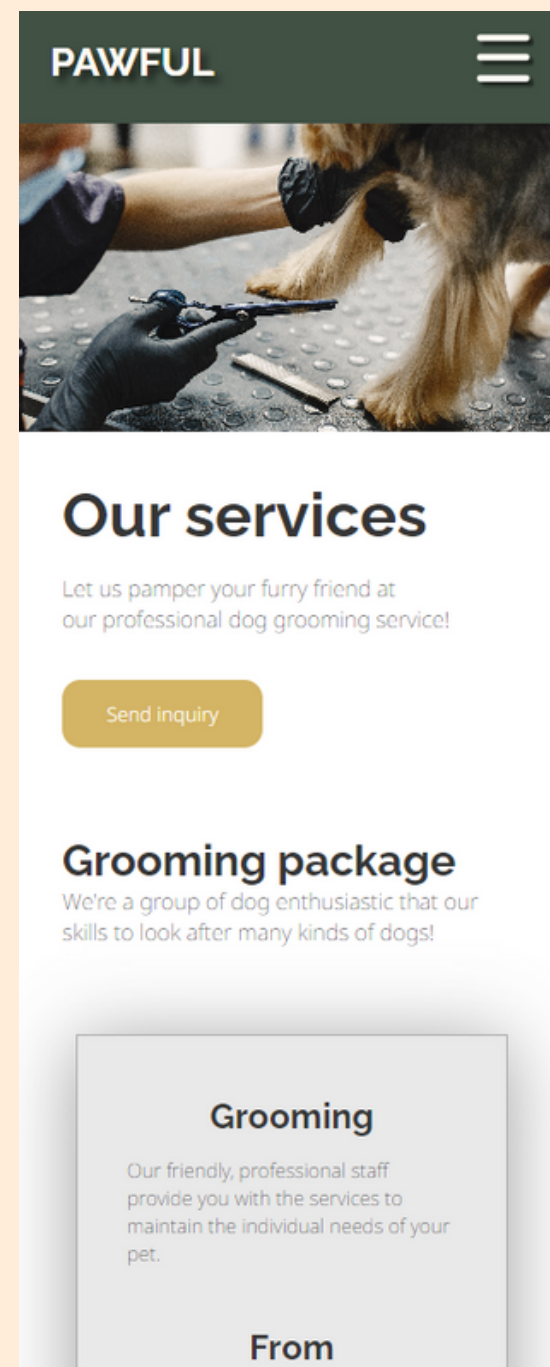 PAWFUL
Our services
Let us pamper your furry friend at
our professional dog grooming service!
Send inquiry
Grooming package
We're a group of dog enthusiastic that our
skills to look after many kinds of dogs!
Grooming
Our friendly, professional staff
provide you with the services to
maintain the individual needs of your
pet.
From